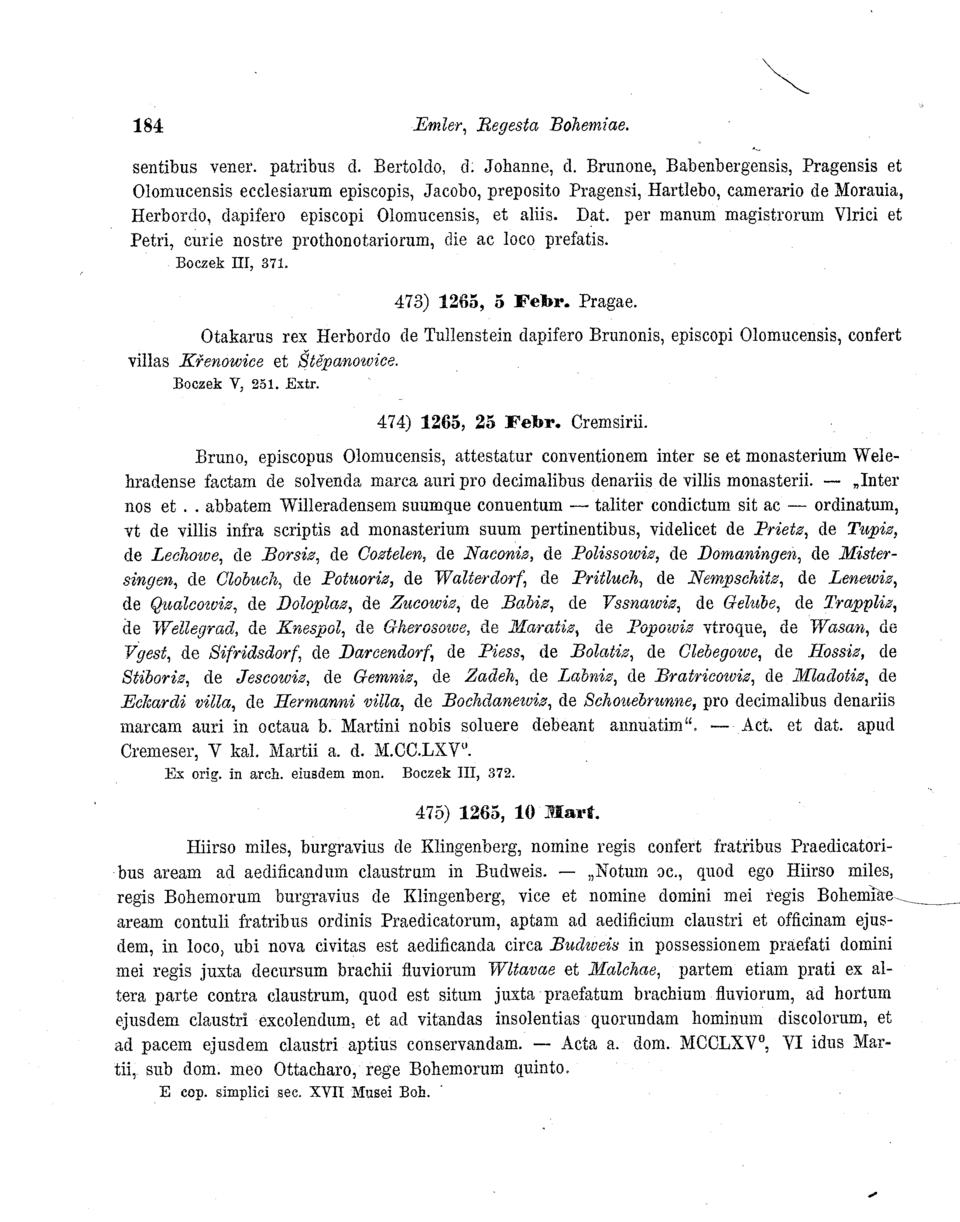 184 Emler, Regesta Bohemiae.
sentibus vener. patribus d. Bertoldo, d. Johanne, d. Brunone, Babenbergensis, Pragensis et
Olomucensis ecclesiarum episcopis, Jacobo, preposito Pragensi, Hartlebo, camerario de Morauia,
Herbordo, dapifero episcopi Olomucensis, et aliis. Dat. per manum magistrorum Vlrici et
Petri, curie nostre prothonotariorum, die ac loco prefatis.
Boczek III, 371.
473) 1265, 5 Febr. Pragae.
Otakarus rex Herbordo de Tullenstein dapifero Brunonis, episcopi Olomucensis, confert
villas Křenowice et Štěpanowice.
Boczek V, 251. Extr.
474) 1265, 25 Febr. Cremsirii.
Bruno, episcopus Olomucensis, attestatur conventionem inter se et monasterium Wele-
hradense factam de solvenda marca auri pro decimalibus denariis de villis monasterii. — „Inter
nos et . . abbatem Willeradensem suumque conuentum — taliter condictum sit ac — ordinatum,
vt de villis infra scriptis ad monasterium suum pertinentibus, videlicet de Prietz, de Tupiz,
de Lechowe, de Borsiz, de Coztelen, de Naconiz, de Polissowiz, de Domaningen, de Mister-
singen, de Clobuch, de Potuoriz, de Walterdorf, de Pritluch, de Nempschitz, de Lenewiz,
de Qualcowiz, de Doloplaz, de Zucowiz, de Babiz, de Vssnawiz, de Gelube, de Trappliz,
de Wellegrad, de Knespol, de Gherosowe, de Maratiz, de Popowiz vtroque, de Wasan, de
Vgest, de Sifridsdorf, de Darcendorf, de Piess, de Bolatiz, de Clebegowe, de Hossiz, de
Stiboriz, de Jescowiz, de Gemniz, de Zadeh, de Labniz, de Bratricowiz, de Mladotiz, de
Eckardi villa, de Hermanni villa, de Bochdanewiz, de Schouebrunne, pro decimalibus denariis
marcam auri in octaua b. Martini nobis soluere debeant annuatim“. — Act. et dat. apud
Cremeser, V kal. Martii a. d. M.CC.LXV⁰.
Ex orig. in arch. eiusdem mon. Boczek III, 372.
475) 1265, 10 Mart.
Hiirso miles, burgravius de Klingenberg, nomine regis confert fratribus Praedicatori-
bus aream ad aedificandum claustrum in Budweis. — „Notum ɔc., quod ego Hiirso miles,
regis Bohemorum burgravius de Klingenberg, vice et nomine domini mei regis Bohemiae
aream contuli fratribus ordinis Praedicatorum, aptam ad aedificium claustri et officinam ejus-
dem, in loco, ubi nova civitas est aedificanda circa Budweis in possessionem praefati domini
mei regis juxta decursum brachii fluviorum Wltavae et Malchae, partem etiam prati ex al-
tera parte contra claustrum, quod est situm juxta praefatum brachium fluviorum, ad hortum
ejusdem claustri excolendum, et ad vitandas insolentias quorundam hominum discolorum, et
ad pacem ejusdem claustri aptius conservandam. — Acta a. dom. MCCLXV⁰, VI idus Mar-
tii, sub dom. meo Ottacharo, rege Bohemorum quinto.
E cop. simplici sec. XVII Musei Boh.